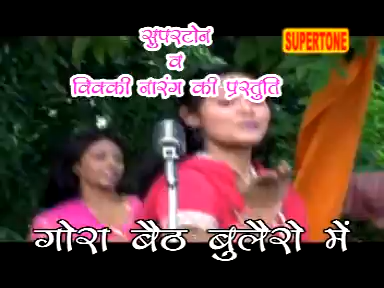 सुपरटोन
SUPERTONE
व
विक्की नारंग की प्रस्तुति
गोरा बैठ बुलैरो में